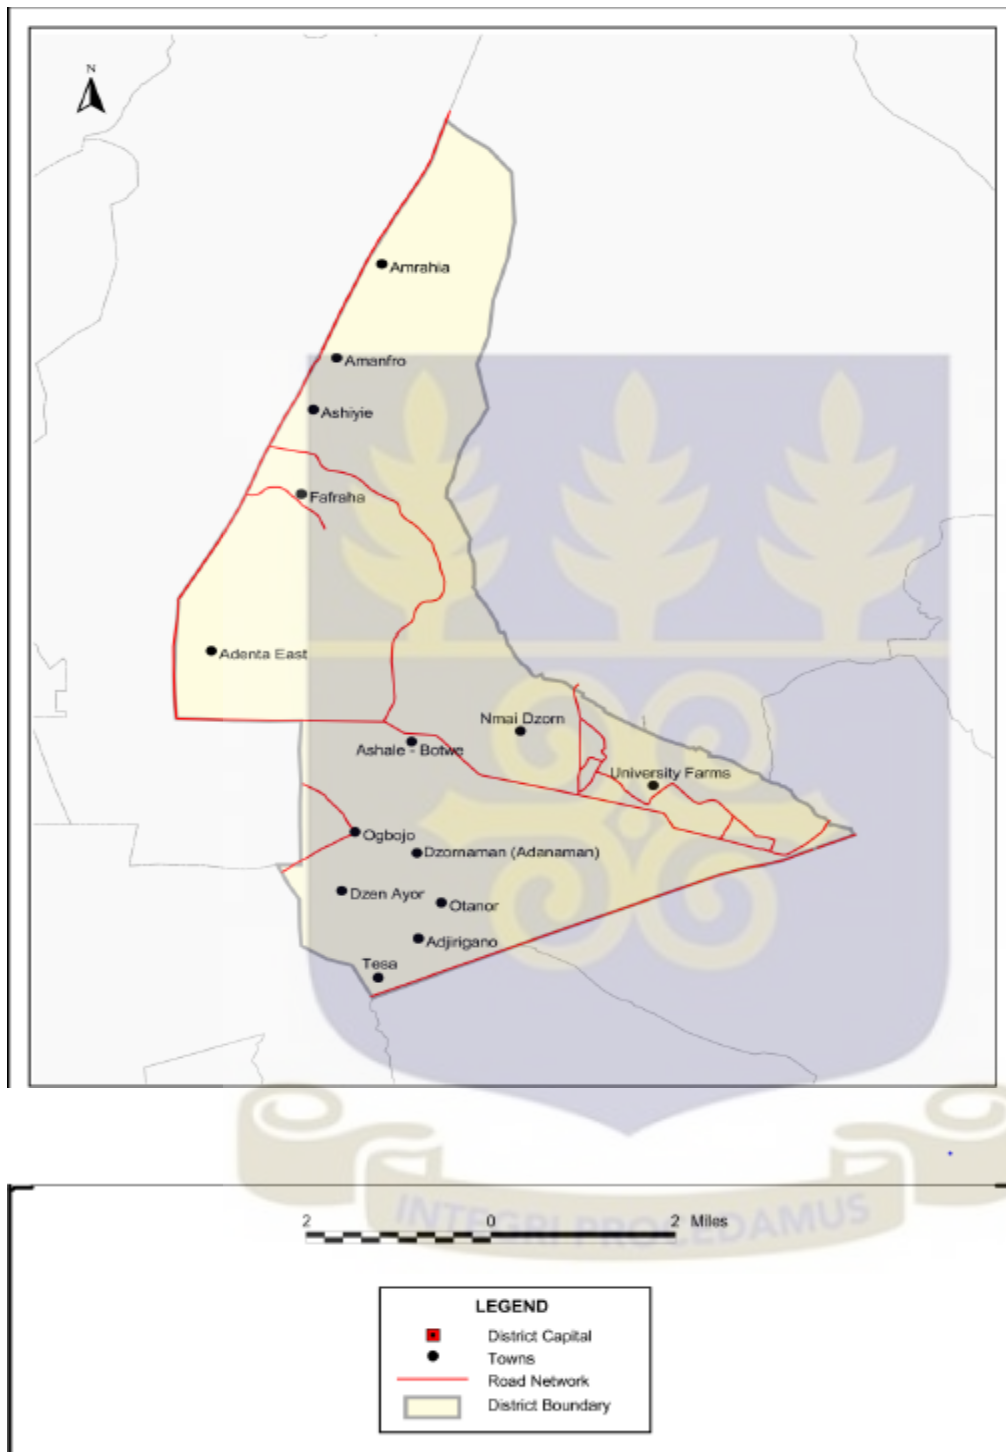 N
Amrahia
Amanfro
Ashiyie
Fafraha
Adenta East
Nmai Dzorn
Ashale - Botwe
University Farms
Ogbojo
Dzornaman (Adanaman)
Dzen Ayor
Otanor
Adjirigano
Tesa
INTEGRI PROCEDAMUS
2 0 2 Miles
LEGEND
District Capital
Towns
Road Network
District Boundary